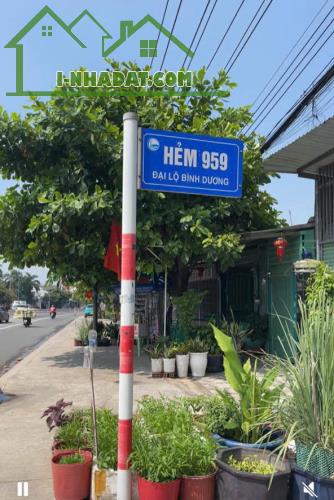 I-NHADAT.COM
HẺM 959
ĐẠI LỘ BÌNH DƯƠNG